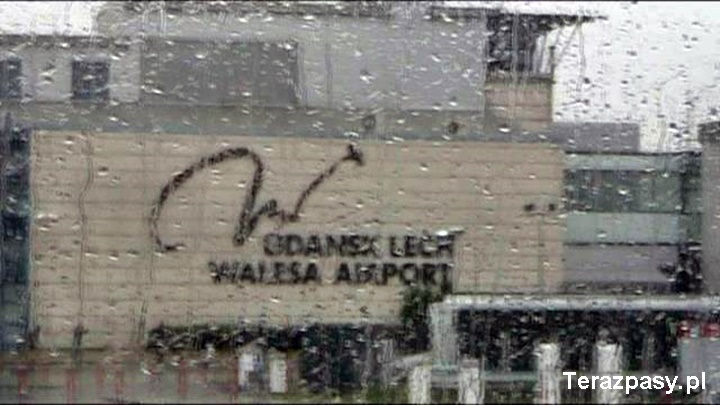 GDANSK LECH
WALESA AIRPORT
Terazpasy.pl